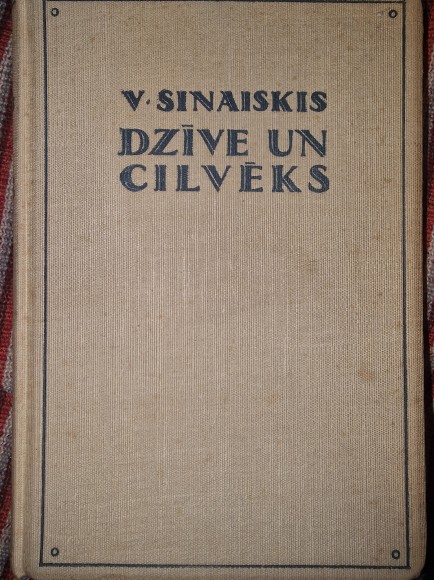 V. SINAISKIS
DZĪVE UN
CILVĒKS